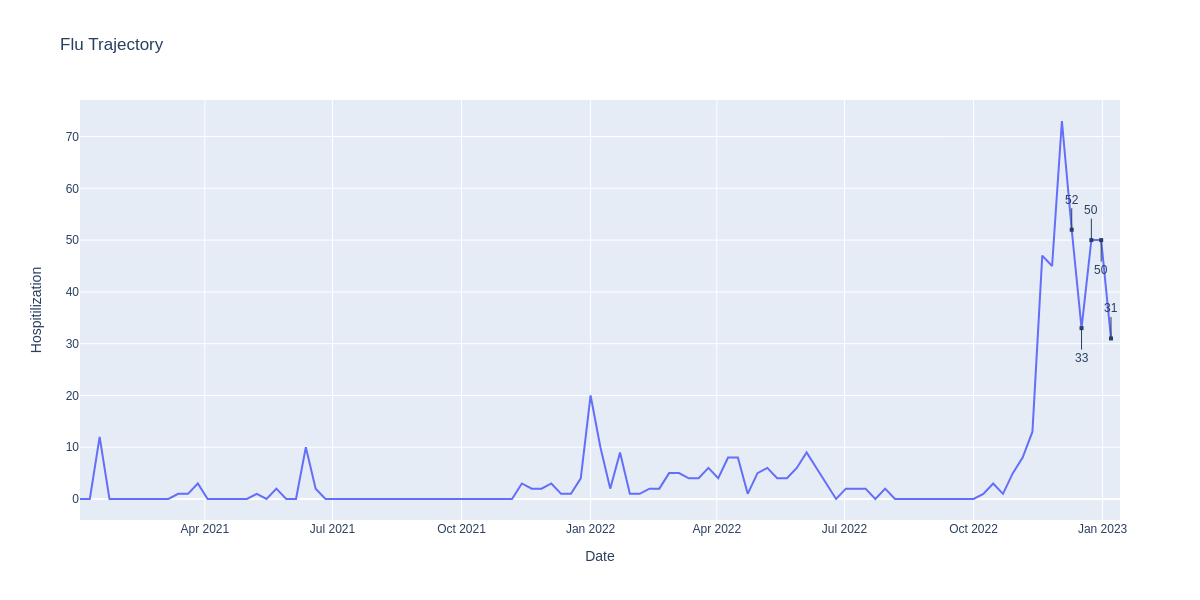 Flu Trajectory
Hospitilization
70
60
50
40
30
20
10
0
52
50
50
31
33
Apr 2021
Jul 2021
Oct 2021
Jan 2022
Apr 2022
Jul 2022
Oct 2022
Jan 2023
Date